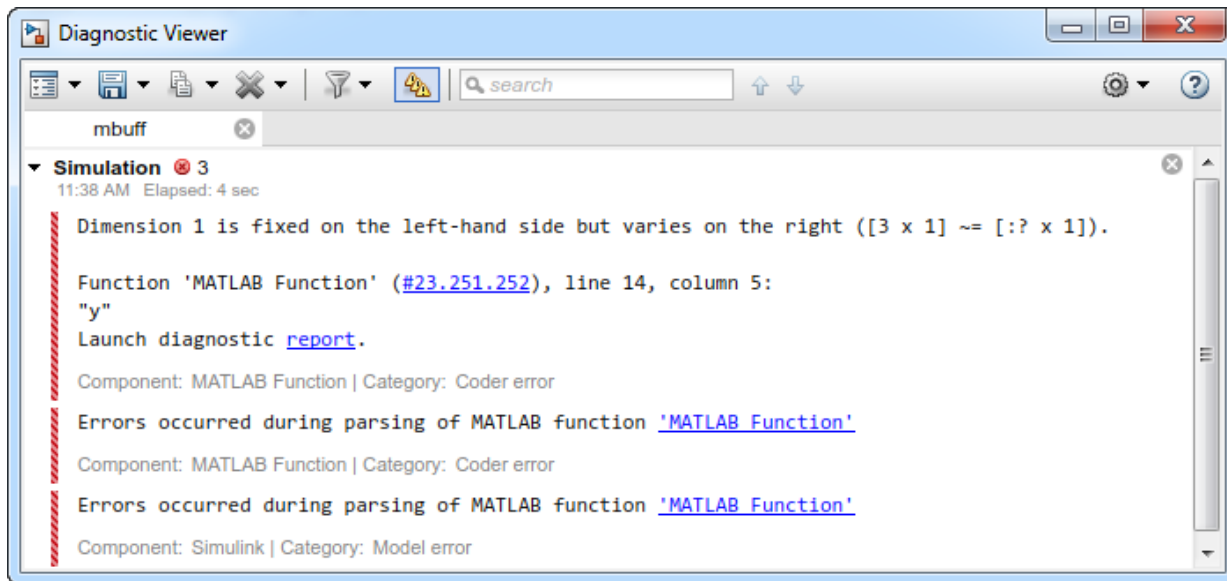 Diagnostic Viewer
search
mbuff
Simulation 3
11:38 AM Elapsed: 4 sec
Dimension 1 is fixed on the left-hand side but varies on the right ([3 x 1] ~= [:? x 1]).
Function 'MATLAB Function' (#23.251.252), line 14, column 5:
"y"
Launch diagnostic report.
Component: MATLAB Function | Category: Coder error
Errors occurred during parsing of MATLAB function 'MATLAB Function'
Component: MATLAB Function | Category: Coder error
Errors occurred during parsing of MATLAB function 'MATLAB Function'
Component: Simulink | Category: Model error